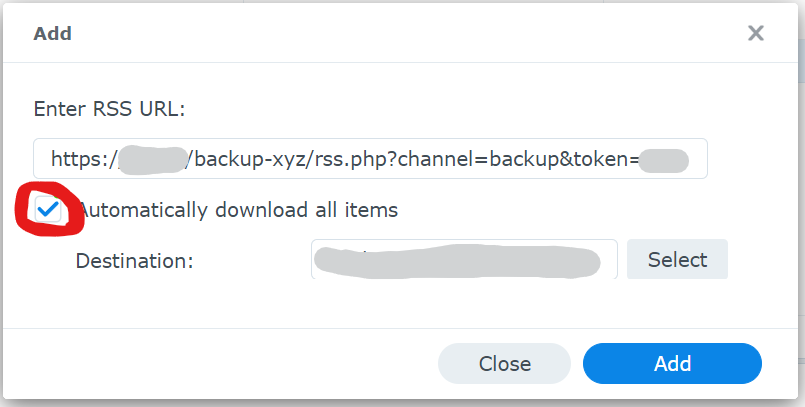 Add
Enter RSS URL:
https:/ /backup-xyz/rss.php?channel=backup&token=
Automatically download all items
Destination:
Select
Close
Add